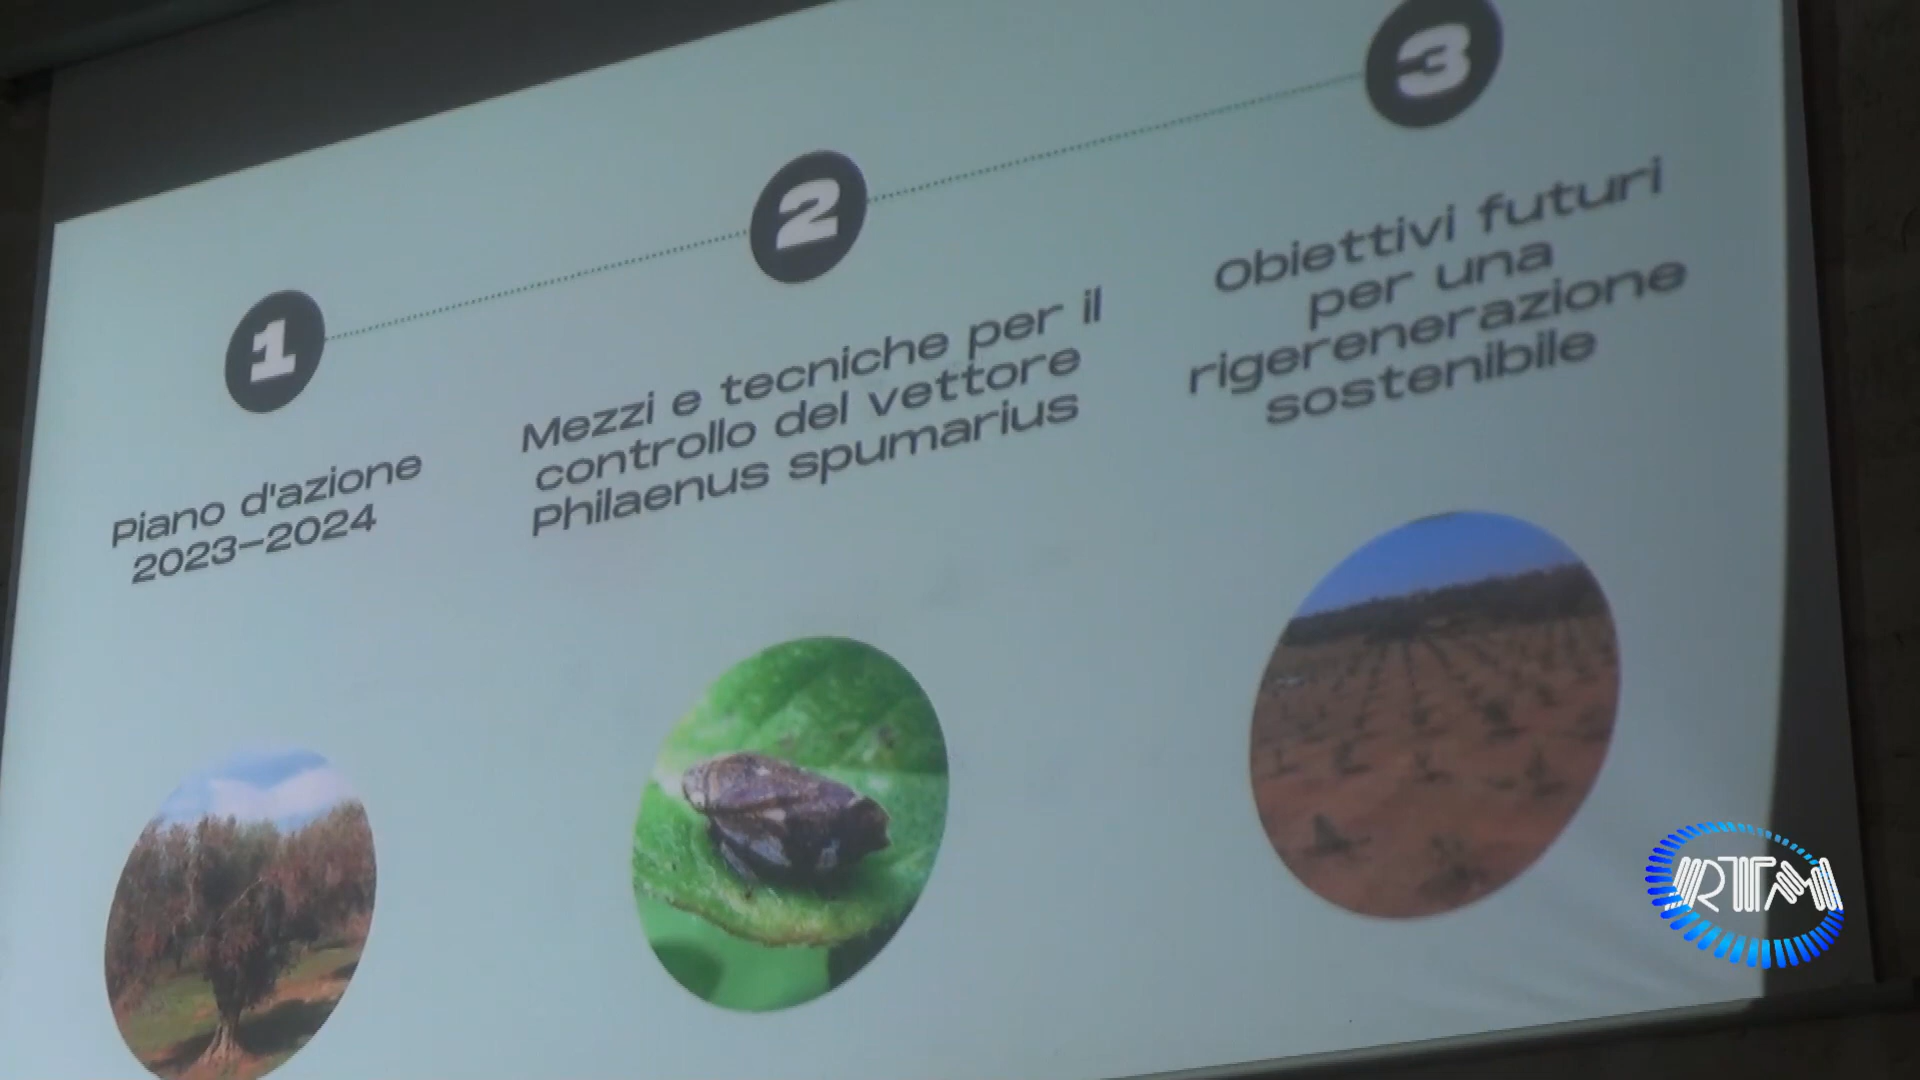 1
Piano d'azione
2023-2024
2
Mezzi e tecniche per il
controllo del vettore
Philaenus spumarius
3
Obiettivi futuri
per una
rigerenerazione
sostenibile
RTM